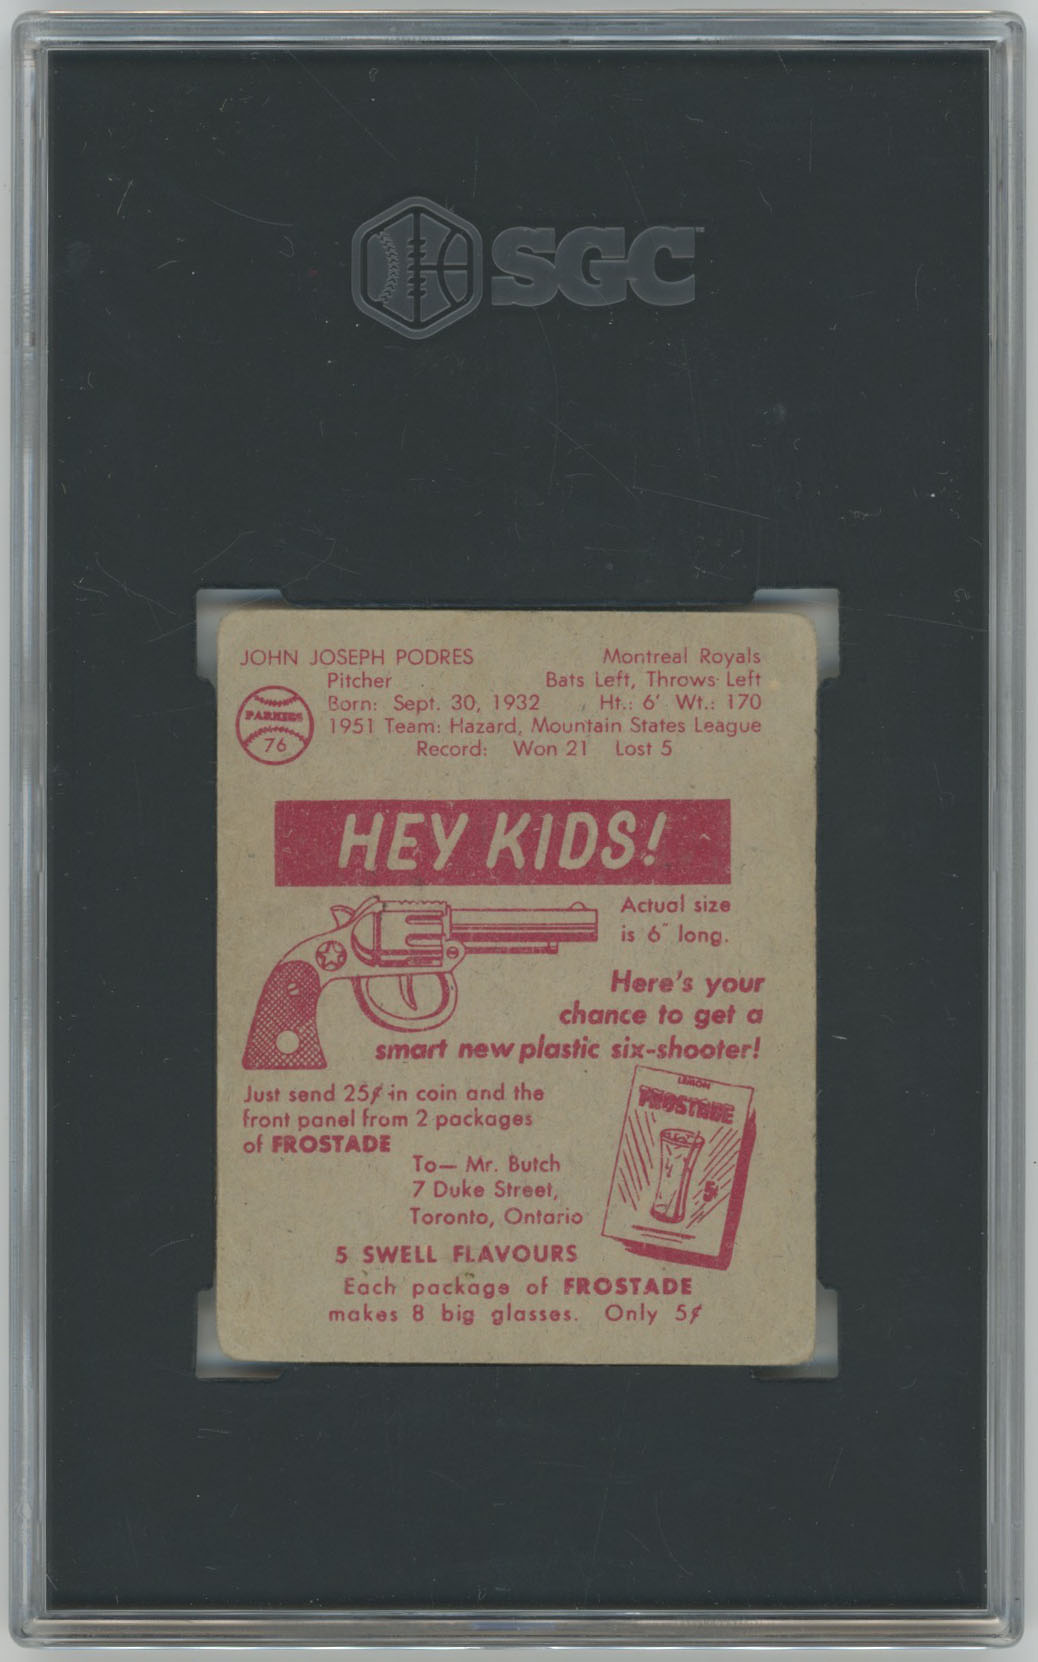 SGC
JOHN JOSEPH PODRES Montreal Royals
Pitcher Bats Left, Throws Left
Born: Sept. 30, 1932 Ht.: 6' Wt.: 170
1951 Team: Hazard, Mountain States League
Record: Won 21 Lost 5
PARKIES
76
HEY KIDS!
Actual size
is 6" long.
Here's your
chance to get a
smart new plastic six-shooter!
Just send 25¢ in coin and the
front panel from 2 packages
of FROSTADE
To— Mr. Butch
7 Duke Street,
Toronto, Ontario
LEMON
FROSTADE
5¢
5 SWELL FLAVOURS
Each package of FROSTADE
makes 8 big glasses. Only 5¢